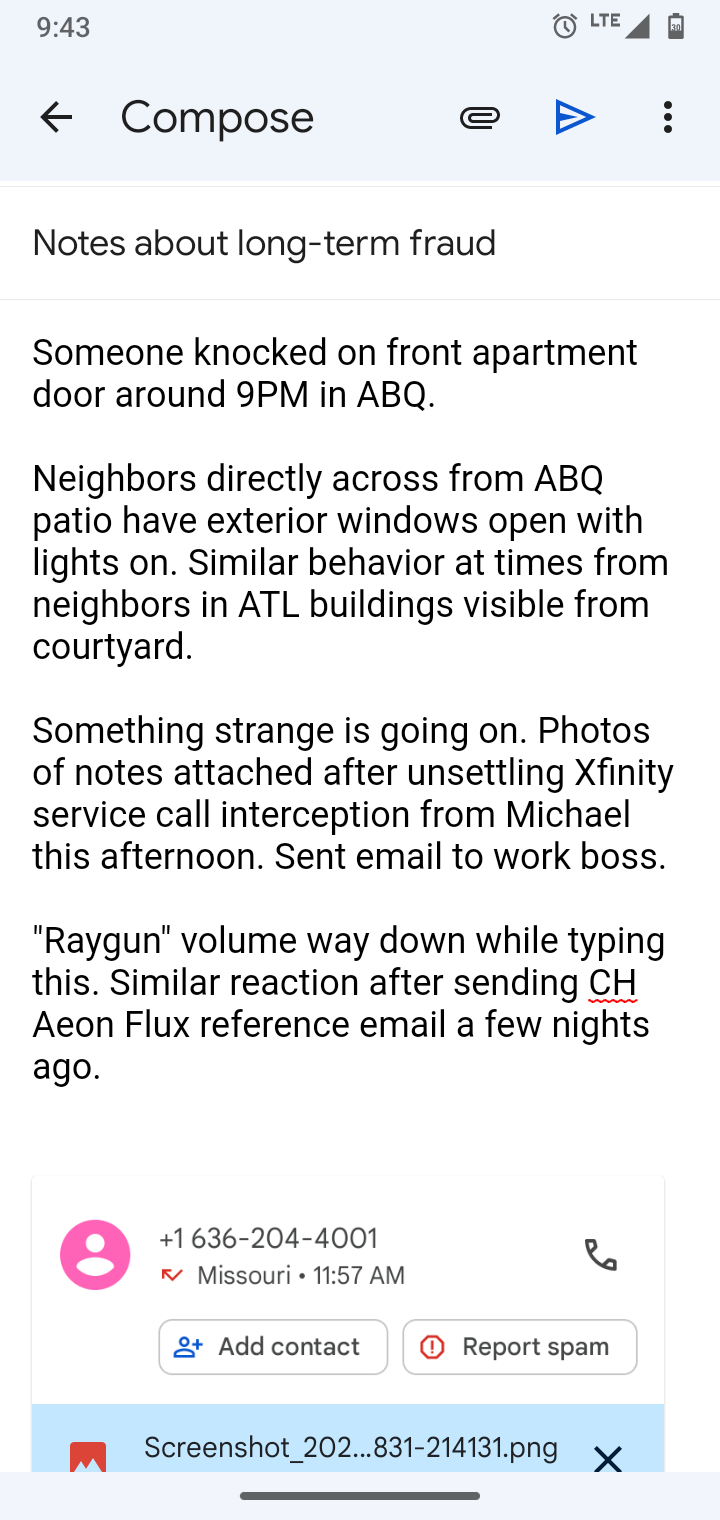 9:43
LTE
30
Compose
Notes about long-term fraud
Someone knocked on front apartment
door around 9PM in ABQ.
Neighbors directly across from ABQ
patio have exterior windows open with
lights on. Similar behavior at times from
neighbors in ATL buildings visible from
courtyard.
Something strange is going on. Photos
of notes attached after unsettling Xfinity
service call interception from Michael
this afternoon. Sent email to work boss.
"Raygun" volume way down while typing
this. Similar reaction after sending CH
Aeon Flux reference email a few nights
ago.
+1 636-204-4001
Missouri • 11:57 AM
Add contact
Report spam
Screenshot_202...831-214131.png